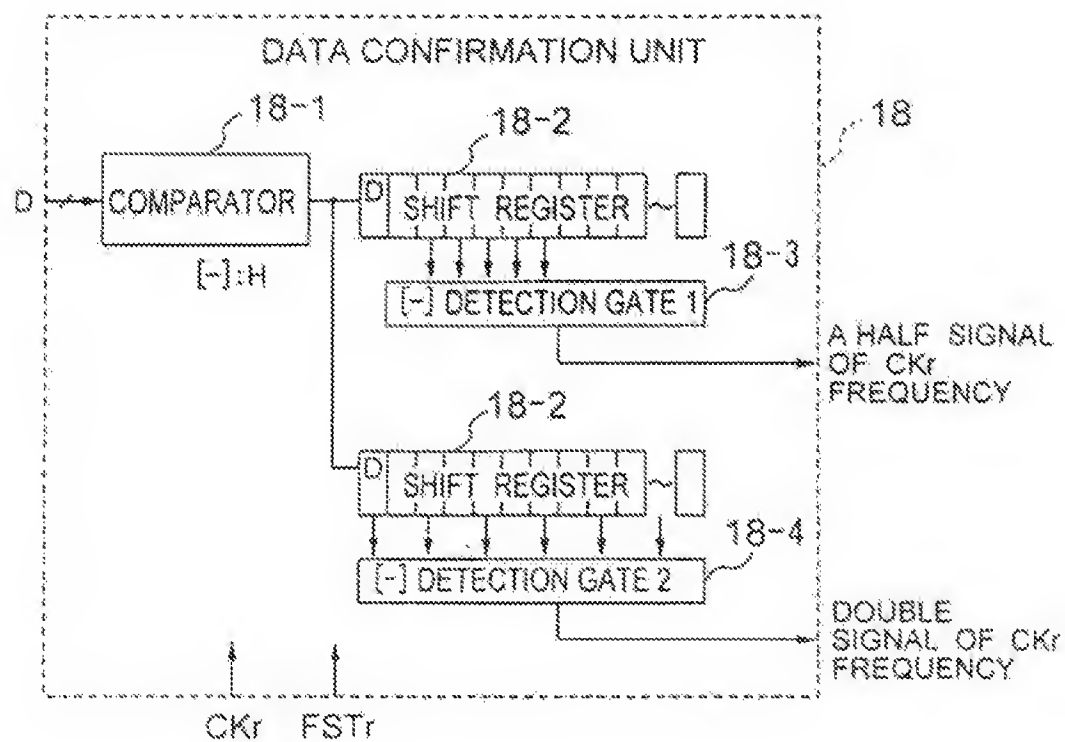 DATA CONFIRMATION UNIT
18-1
18-2
18
D
COMPARATOR
D
SHIFT REGISTER
[-]:H
18-3
[-] DETECTION GATE 1
A HALF SIGNAL
OF CKr
FREQUENCY
18-2
D
SHIFT REGISTER
18-4
[-] DETECTION GATE 2
DOUBLE
SIGNAL OF CKr
FREQUENCY
CKr
FSTr